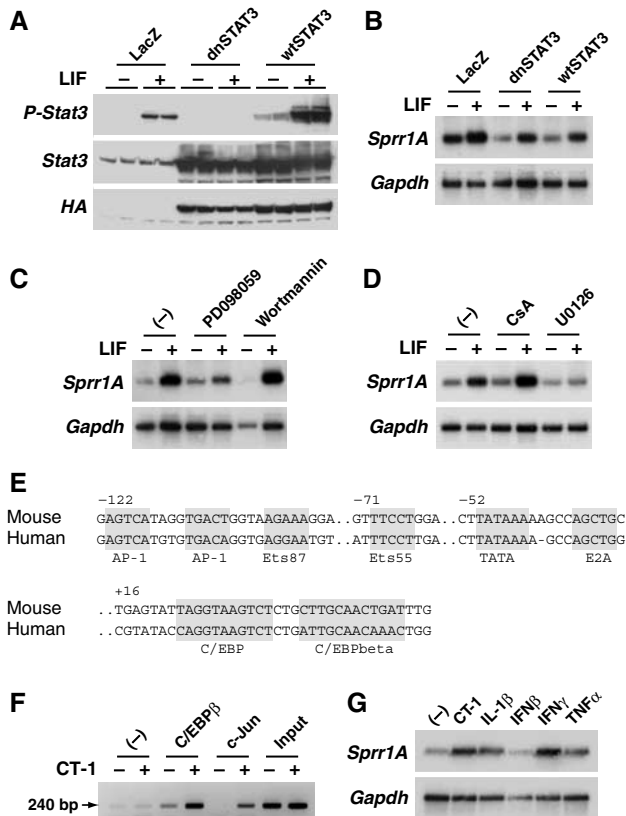 A
LacZ dnSTAT3 wtSTAT3
LIF − + − + − +
P-Stat3
Stat3
HA
B
LacZ dnSTAT3 wtSTAT3
LIF − + − + − +
Sprr1A
Gapdh
C
(−) PD098059 Wortmannin
LIF − + − + − +
Sprr1A
Gapdh
D
(−) CsA U0126
LIF − + − + − +
Sprr1A
Gapdh
E
−122 −71 −52
Mouse GAGTCATAGGTGACTGGTAAGAAAGGA..GTTTCCTGGA..CTTATAAAAAGCCAGCTGC
Human GAGTCATGTGTGACAGGTGAGGAATGT..ATTTCCTTGA..CTTATAAAA-GCCAGCTGC
AP-1 AP-1 Ets87 Ets55 TATA E2A
+16
Mouse ..TGAGTATTAGGTAAGTCTCTGCTTGCAACTGATTTG
Human ..CGTATACCAGGTAAGTCTCTGATTGCAACAAACTGG
C/EBP C/EBPbeta
F
(−) C/EBPβ c-Jun Input
CT-1 − + − + − + − +
240 bp
G
(−) CT-1 IL-1β IFNβ IFNγ TNFα
Sprr1A
Gapdh